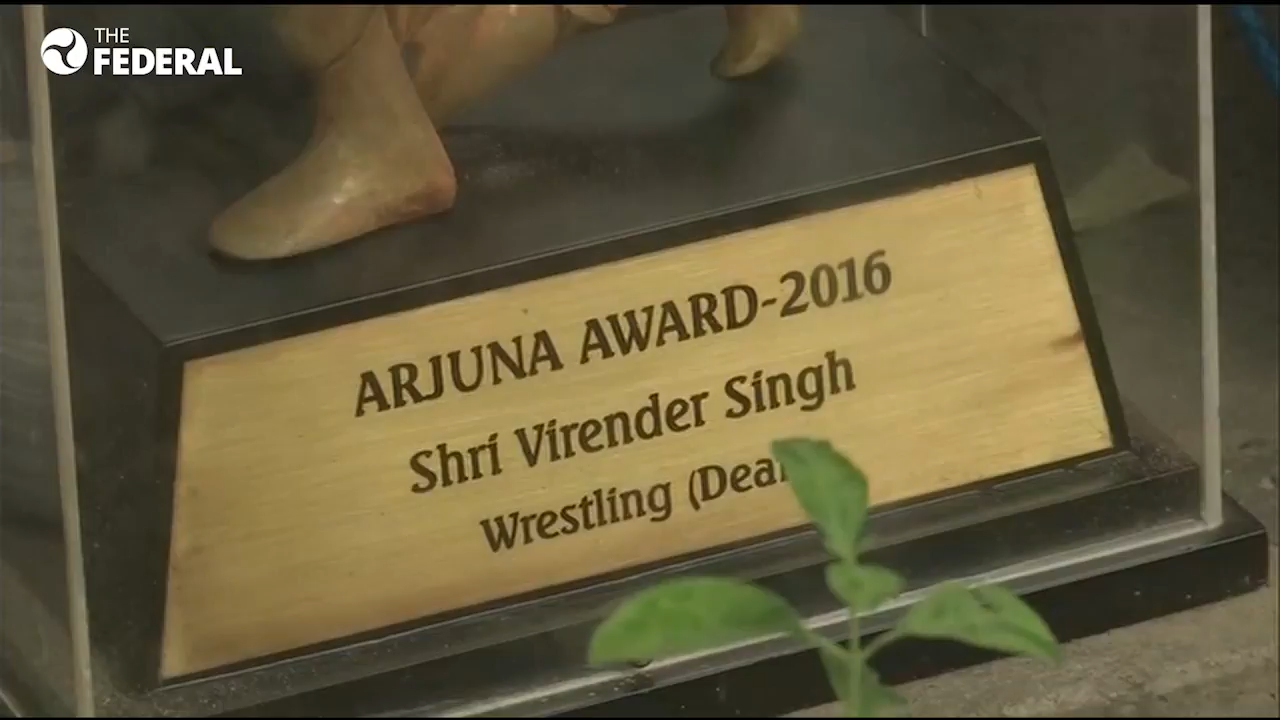 THE
FEDERAL
ARJUNA AWARD-2016
Shri Virender Singh
Wrestling